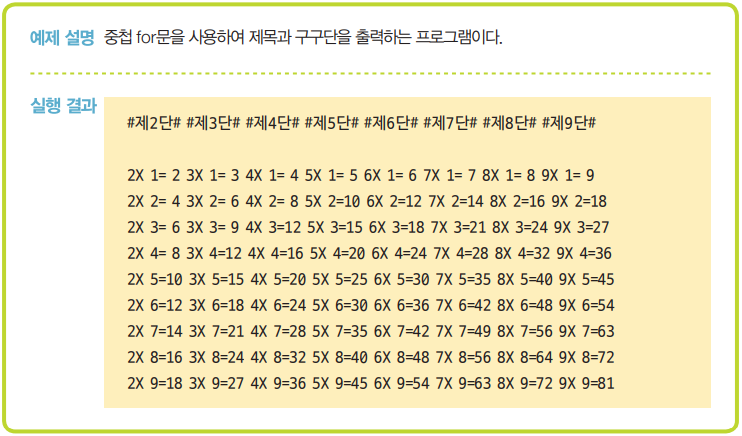 예제 설명 중첩 for문을 사용하여 제목과 구구단을 출력하는 프로그램이다.
실행 결과
#제2단# #제3단# #제4단# #제5단# #제6단# #제7단# #제8단# #제9단#
2X 1= 2 3X 1= 3 4X 1= 4 5X 1= 5 6X 1= 6 7X 1= 7 8X 1= 8 9X 1= 9
2X 2= 4 3X 2= 6 4X 2= 8 5X 2=10 6X 2=12 7X 2=14 8X 2=16 9X 2=18
2X 3= 6 3X 3= 9 4X 3=12 5X 3=15 6X 3=18 7X 3=21 8X 3=24 9X 3=27
2X 4= 8 3X 4=12 4X 4=16 5X 4=20 6X 4=24 7X 4=28 8X 4=32 9X 4=36
2X 5=10 3X 5=15 4X 5=20 5X 5=25 6X 5=30 7X 5=35 8X 5=40 9X 5=45
2X 6=12 3X 6=18 4X 6=24 5X 6=30 6X 6=36 7X 6=42 8X 6=48 9X 6=54
2X 7=14 3X 7=21 4X 7=28 5X 7=35 6X 7=42 7X 7=49 8X 7=56 9X 7=63
2X 8=16 3X 8=24 4X 8=32 5X 8=40 6X 8=48 7X 8=56 8X 8=64 9X 8=72
2X 9=18 3X 9=27 4X 9=36 5X 9=45 6X 9=54 7X 9=63 8X 9=72 9X 9=81